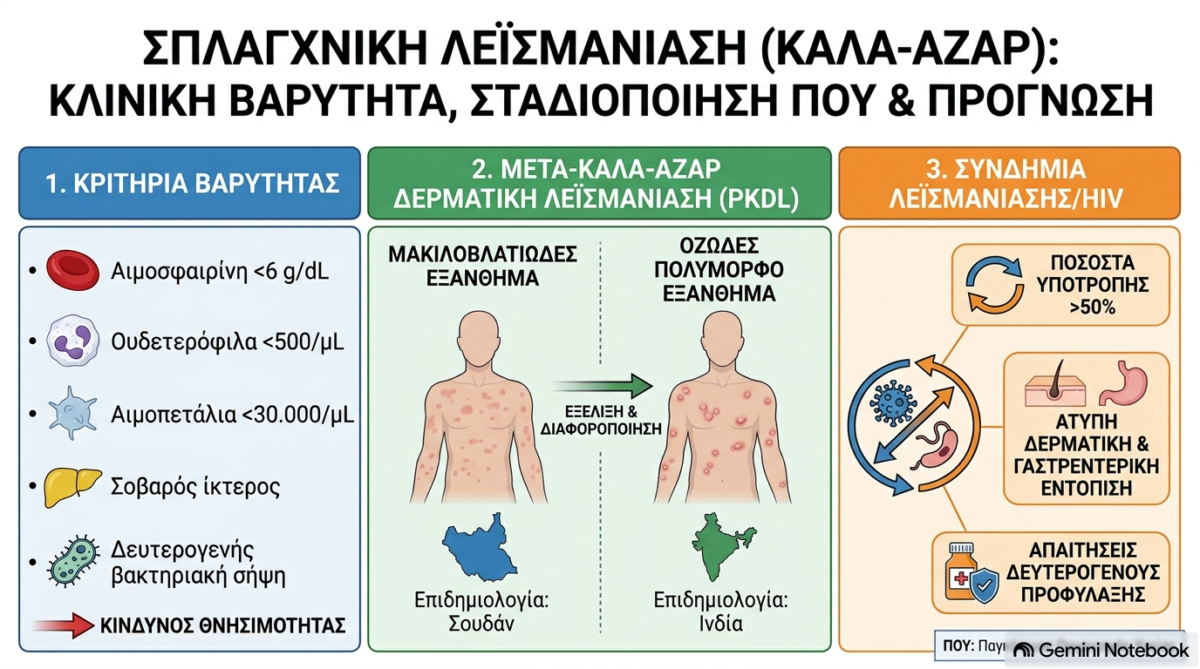 ΣΠΛΑΓΧΝΙΚΗ ΛΕΪΣΜΑΝΙΑΣΗ (ΚΑΛΑ-ΑΖΑΡ):
ΚΛΙΝΙΚΗ ΒΑΡΥΤΗΤΑ, ΣΤΑΔΙΟΠΟΙΗΣΗ ΠΟΥ & ΠΡΟΓΝΩΣΗ
1. ΚΡΙΤΗΡΙΑ ΒΑΡΥΤΗΤΑΣ
• Αιμοσφαιρίνη <6 g/dL
• Ουδετερόφιλα <500/μL
• Αιμοπετάλια <30.000/μL
• Σοβαρός ίκτερος
• Δευτερογενής
βακτηριακή σήψη
ΚΙΝΔΥΝΟΣ ΘΝΗΣΙΜΟΤΗΤΑΣ
2. ΜΕΤΑ-ΚΑΛΑ-ΑΖΑΡ
ΔΕΡΜΑΤΙΚΗ ΛΕΪΣΜΑΝΙΑΣΗ (PKDL)
ΜΑΚΙΛΟΒΛΑΤΙΩΔΕΣ
ΕΞΑΝΘΗΜΑ
ΕΞΕΛΙΞΗ &
ΔΙΑΦΟΡΟΠΟΙΗΣΗ
Επιδημιολογία:
Σουδάν
ΟΖΩΔΕΣ
ΠΟΛΥΜΟΡΦΟ
ΕΞΑΝΘΗΜΑ
Επιδημιολογία:
Ινδία
3. ΣΥΝΔΗΜΙΑ
ΛΕΪΣΜΑΝΙΑΣΗΣ/HIV
ΠΟΣΟΣΤΑ
ΥΠΟΤΡΟΠΗΣ
>50%
ΑΤΥΠΗ
ΔΕΡΜΑΤΙΚΗ &
ΓΑΣΤΡΕΝΤΕΡΙΚΗ
ΕΝΤΟΠΙΣΗ
ΑΠΑΙΤΗΣΕΙΣ
ΔΕΥΤΕΡΟΓΕΝΟΥΣ
ΠΡΟΦΥΛΑΞΗΣ
ΠΟΥ:
Gemini Notebook